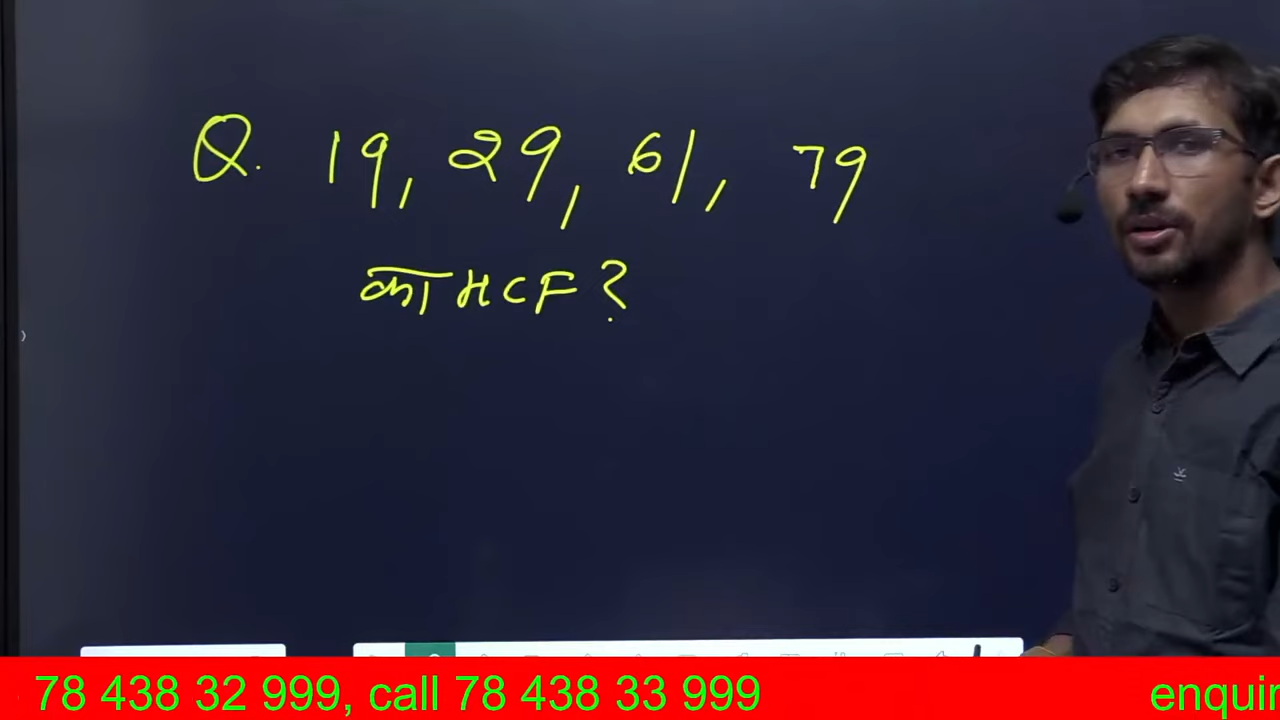 Q. 19, 29, 61, 79
का HCF ?
78 438 32 999, call 78 438 33 999
enquir